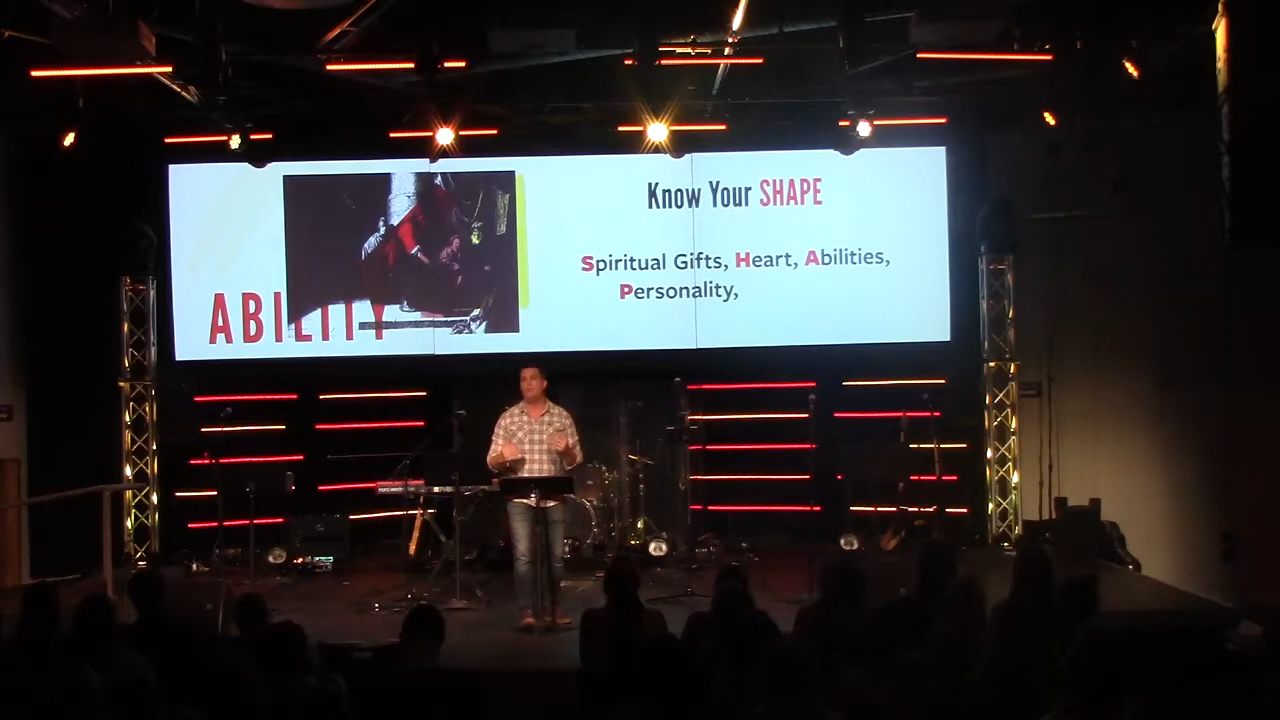 Know Your SHAPE
Spiritual Gifts, Heart, Abilities,
Personality,
ABILITY